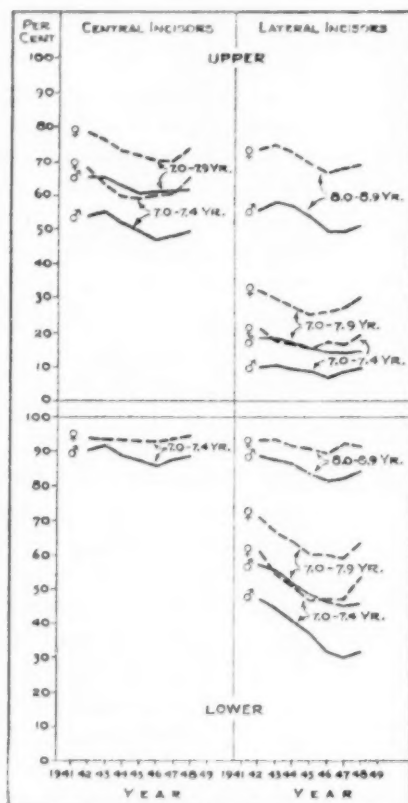 PER CENT
CENTRAL INCISORS
LATERAL INCISORS
UPPER
100
90
80
70
60
50
40
30
20
10
0
♀
♀
♂
♂
7.0-7.9 YR.
7.0-7.4 YR.
♀
♂
8.0-8.9 YR.
♀
♀
♂
♂
7.0-7.9 YR.
7.0-7.4 YR.
100
90
80
70
60
50
40
30
20
10
0
♀
♂
7.0-7.4 YR.
♀
♂
8.0-8.9 YR.
♀
♀
♂
♂
7.0-7.9 YR.
7.0-7.4 YR.
LOWER
1941 42 43 44 45 46 47 48 49
1941 42 43 44 45 46 47 48 49
YEAR
YEAR